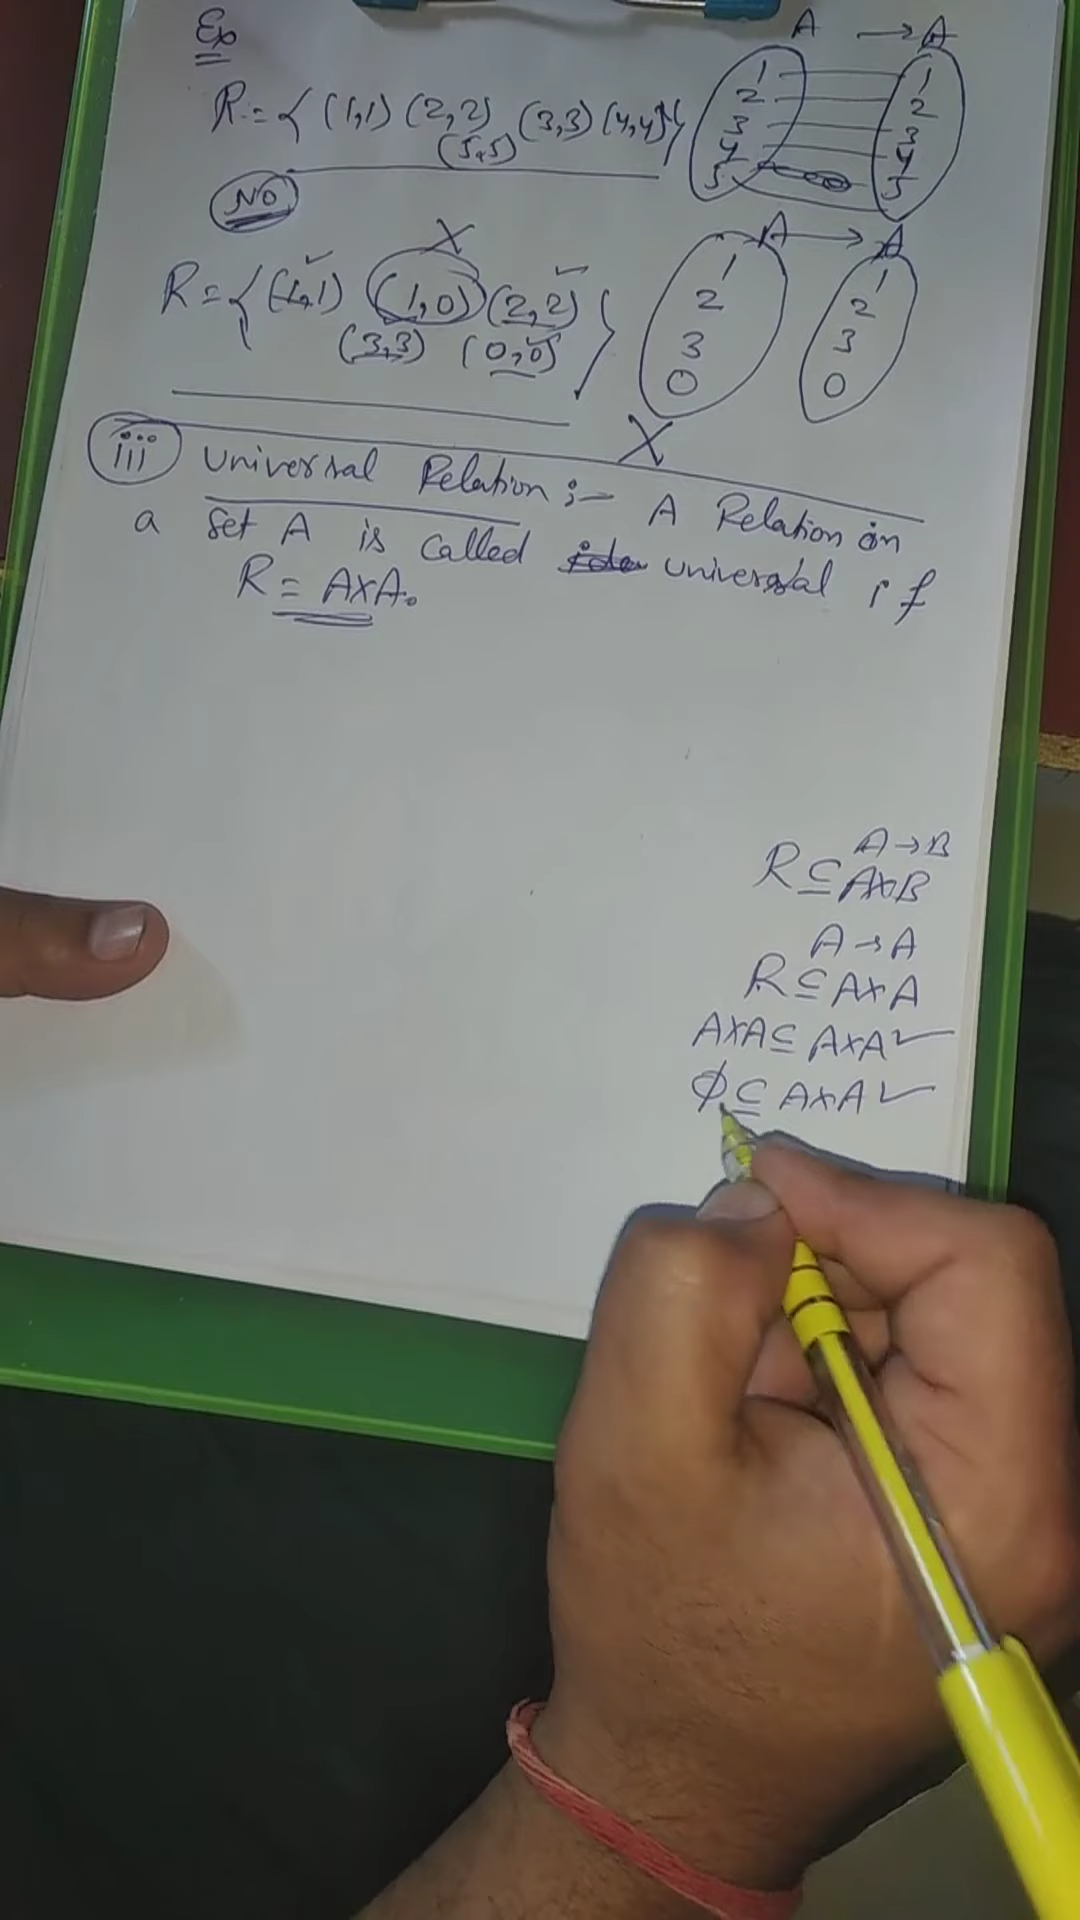 Ex
A → A
R = { (1,1) (2,2) (3,3) (4,4) }
(5,5)
1 1
2 2
3 3
4 4
5 5
NO
X
A → A
R = { (1,1) (1,0) (2,2) }
(3,3) (0,0)
1 1
2 2
3 3
0 0
X
iii Universal Relation :- A Relation on
a Set A is called universal if
R = A×A.
A → B
R ⊆ A×B
A → A
R ⊆ A×A
A×A ⊆ A×A ✓
ϕ ⊆ A×A ✓